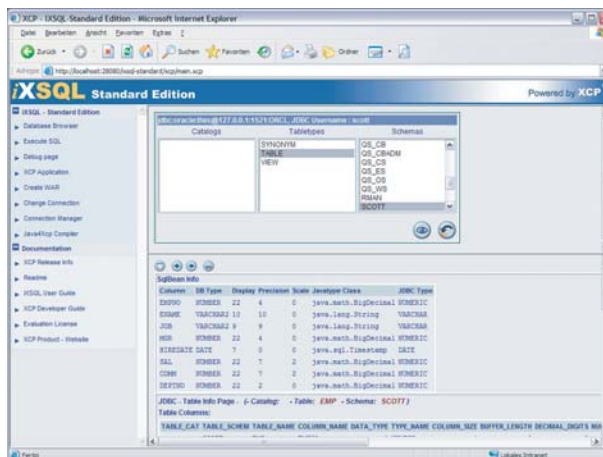 XCP - IXSQL-Standard Edition - Microsoft Internet Explorer
Datei Bearbeiten Ansicht Favoriten Extras ?
Zurück Suchen Favoriten Ordner
Adresse http://localhost:28080/ixsql-standard/xcp/main.xcp
iXSQL Standard Edition Powered by XCP
iXSQL - Standard Edition
Database Browser
Execute SQL
Debug page
XCP Application
Create WAR
Change Connection
Connection Manager
Java4Xcp Compiler
Documentation
XCP Release Info
Readme
iXSQL User Guide
XCP Developer Guide
Evaluation License
XCP Product - Website
jdbc:oracle:thin:@127.0.0.1:1521:ORCL, JDBC Username : scott
Catalogs Tabletypes Schemas
SYNONYM
TABLE
VIEW
QS_CB
QS_CBADM
QS_CS
QS_ES
QS_OS
QS_WS
RMAN
SCOTT
SqlBean Info
Column DB Type Display Precision Scale Javatype Class JDBC Type
EMPNO NUMBER 22 4 0 java.math.BigDecimal NUMERIC
ENAME VARCHAR2 10 10 0 java.lang.String VARCHAR
JOB VARCHAR2 9 9 0 java.lang.String VARCHAR
MGR NUMBER 22 4 0 java.math.BigDecimal NUMERIC
HIREDATE DATE 7 0 0 java.sql.Timestamp DATE
SAL NUMBER 22 7 2 java.math.BigDecimal NUMERIC
COMM NUMBER 22 7 2 java.math.BigDecimal NUMERIC
DEPTNO NUMBER 22 2 0 java.math.BigDecimal NUMERIC
JDBC - Table Info Page - (- Catalog: - Table: EMP - Schema: SCOTT)
Table Columns:
TABLE_CAT TABLE_SCHEM TABLE_NAME COLUMN_NAME DATA_TYPE TYPE_NAME COLUMN_SIZE BUFFER_LENGTH DECIMAL_DIGITS
Fertig Lokales Intranet